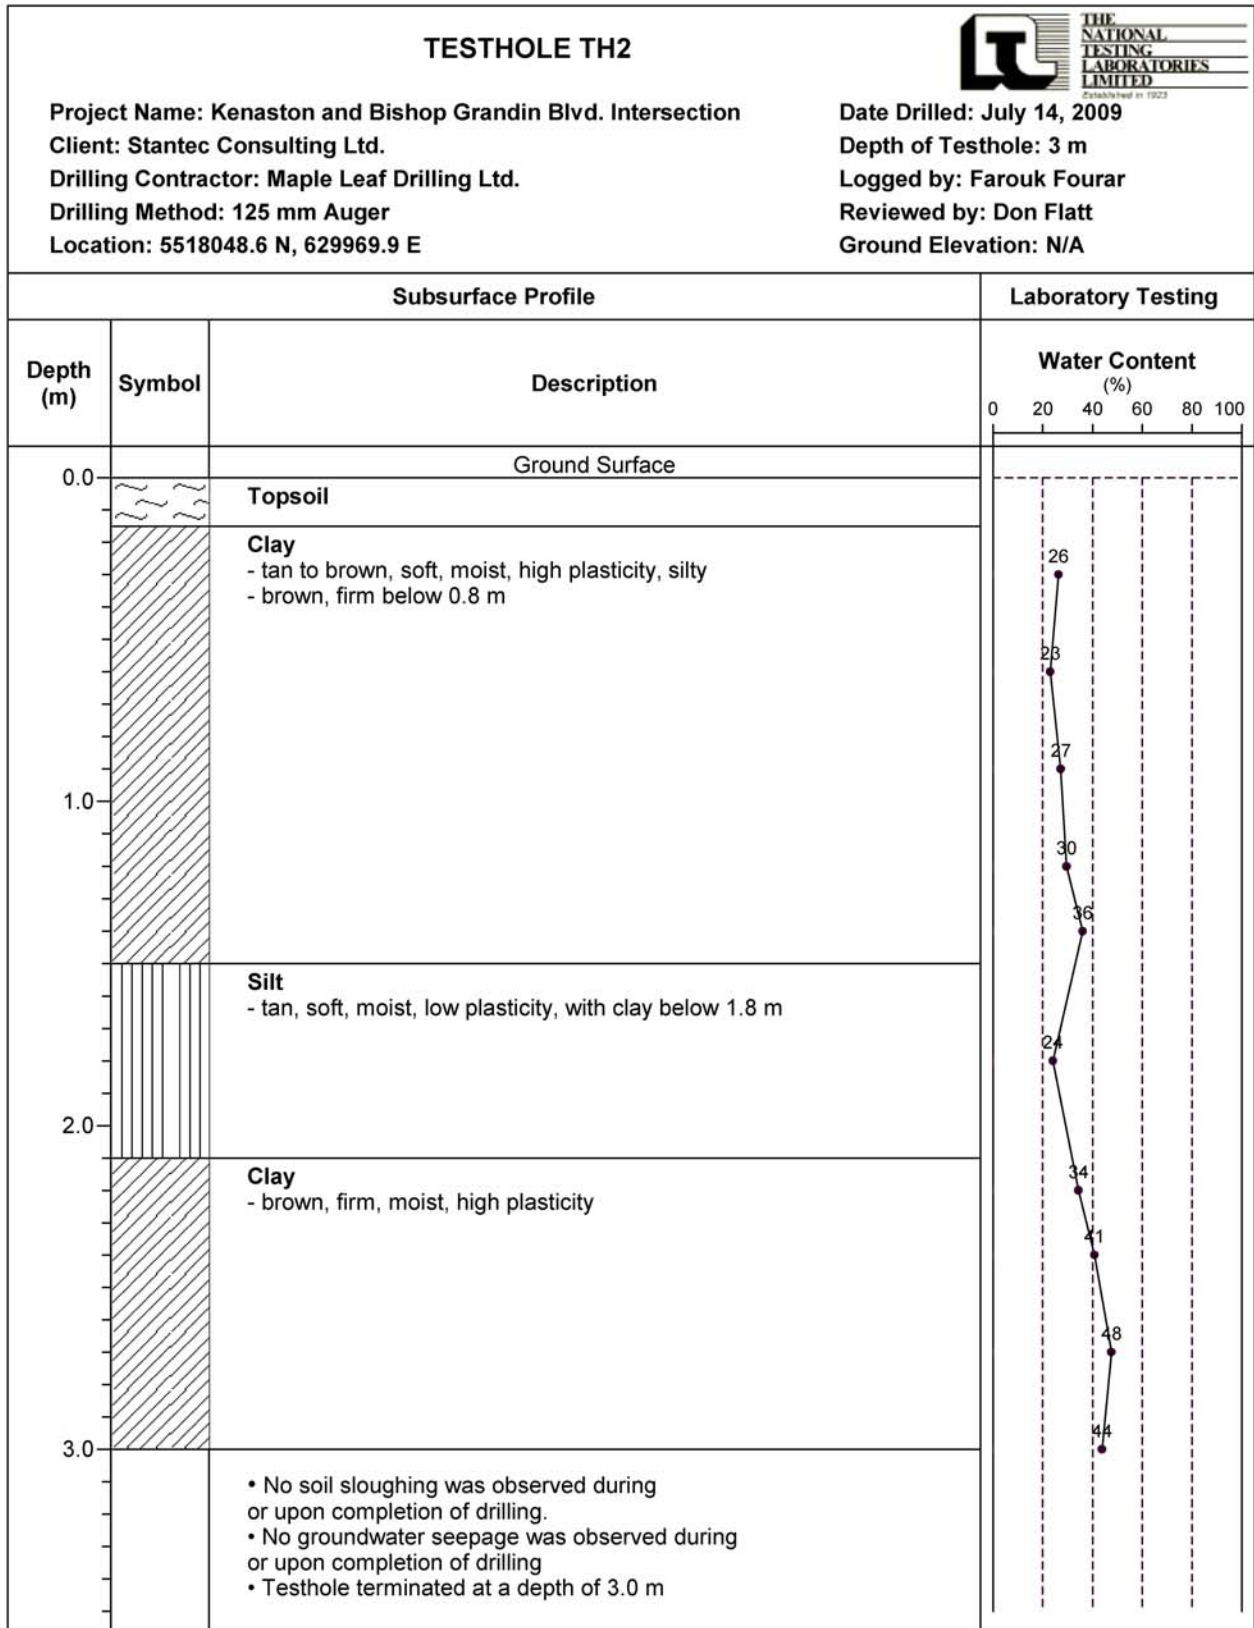 TESTHOLE TH2
THE
NATIONAL
TESTING
LABORATORIES
LIMITED
Established in 1923
Project Name: Kenaston and Bishop Grandin Blvd. Intersection
Client: Stantec Consulting Ltd.
Drilling Contractor: Maple Leaf Drilling Ltd.
Drilling Method: 125 mm Auger
Location: 5518048.6 N, 629969.9 E
Date Drilled: July 14, 2009
Depth of Testhole: 3 m
Logged by: Farouk Fourar
Reviewed by: Don Flatt
Ground Elevation: N/A
Subsurface Profile
Laboratory Testing
Depth
(m)
Symbol
Description
Water Content
(%)
0 20 40 60 80 100
Ground Surface
0.0
Topsoil
Clay
- tan to brown, soft, moist, high plasticity, silty
- brown, firm below 0.8 m
26
23
27
1.0
30
36
Silt
- tan, soft, moist, low plasticity, with clay below 1.8 m
24
2.0
Clay
- brown, firm, moist, high plasticity
34
41
48
44
3.0
• No soil sloughing was observed during
or upon completion of drilling.
• No groundwater seepage was observed during
or upon completion of drilling
• Testhole terminated at a depth of 3.0 m